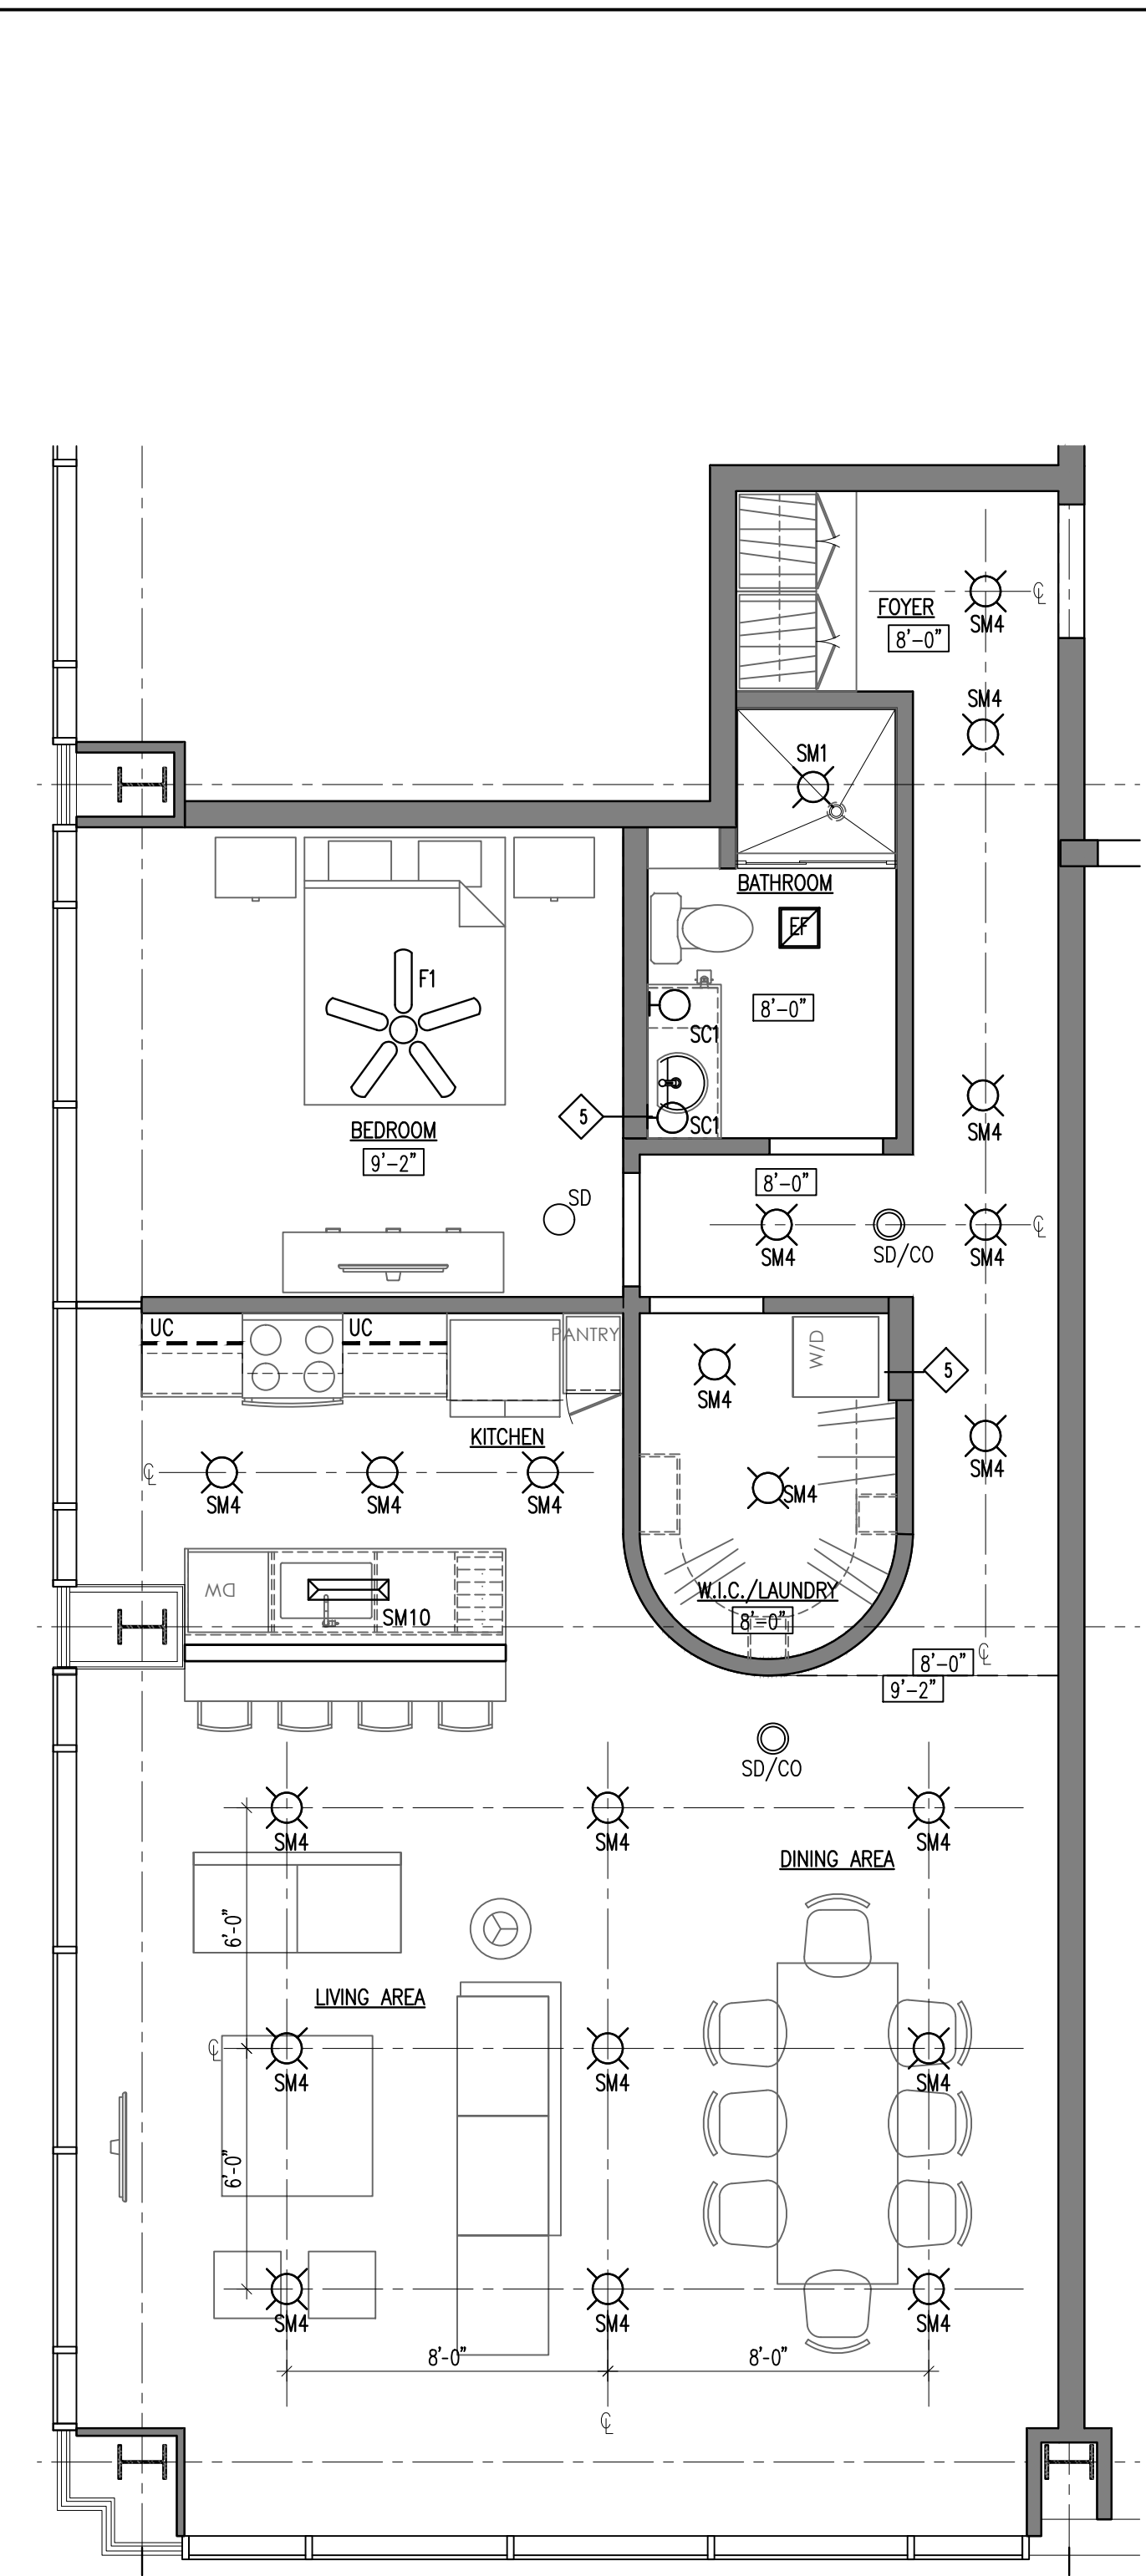 FOYER
8'-0"
℄
SM4
SM4
SM1
BATHROOM
EF
F1
8'-0"
SC1
SC1
5
BEDROOM
9'-2"
SM4
SD
8'-0"
SM4
SD/CO
SM4
℄
UC
UC
PANTRY
W/D
5
SM4
KITCHEN
SM4
℄
SM4
SM4
SM4
SM4
DW
SM10
W.I.C./LAUNDRY
8'-0"
℄
8'-0"
9'-2"
SD/CO
SM4
SM4
SM4
DINING AREA
6'-0"
LIVING AREA
℄
SM4
SM4
SM4
6'-0"
SM4
SM4
SM4
8'-0"
8'-0"
℄